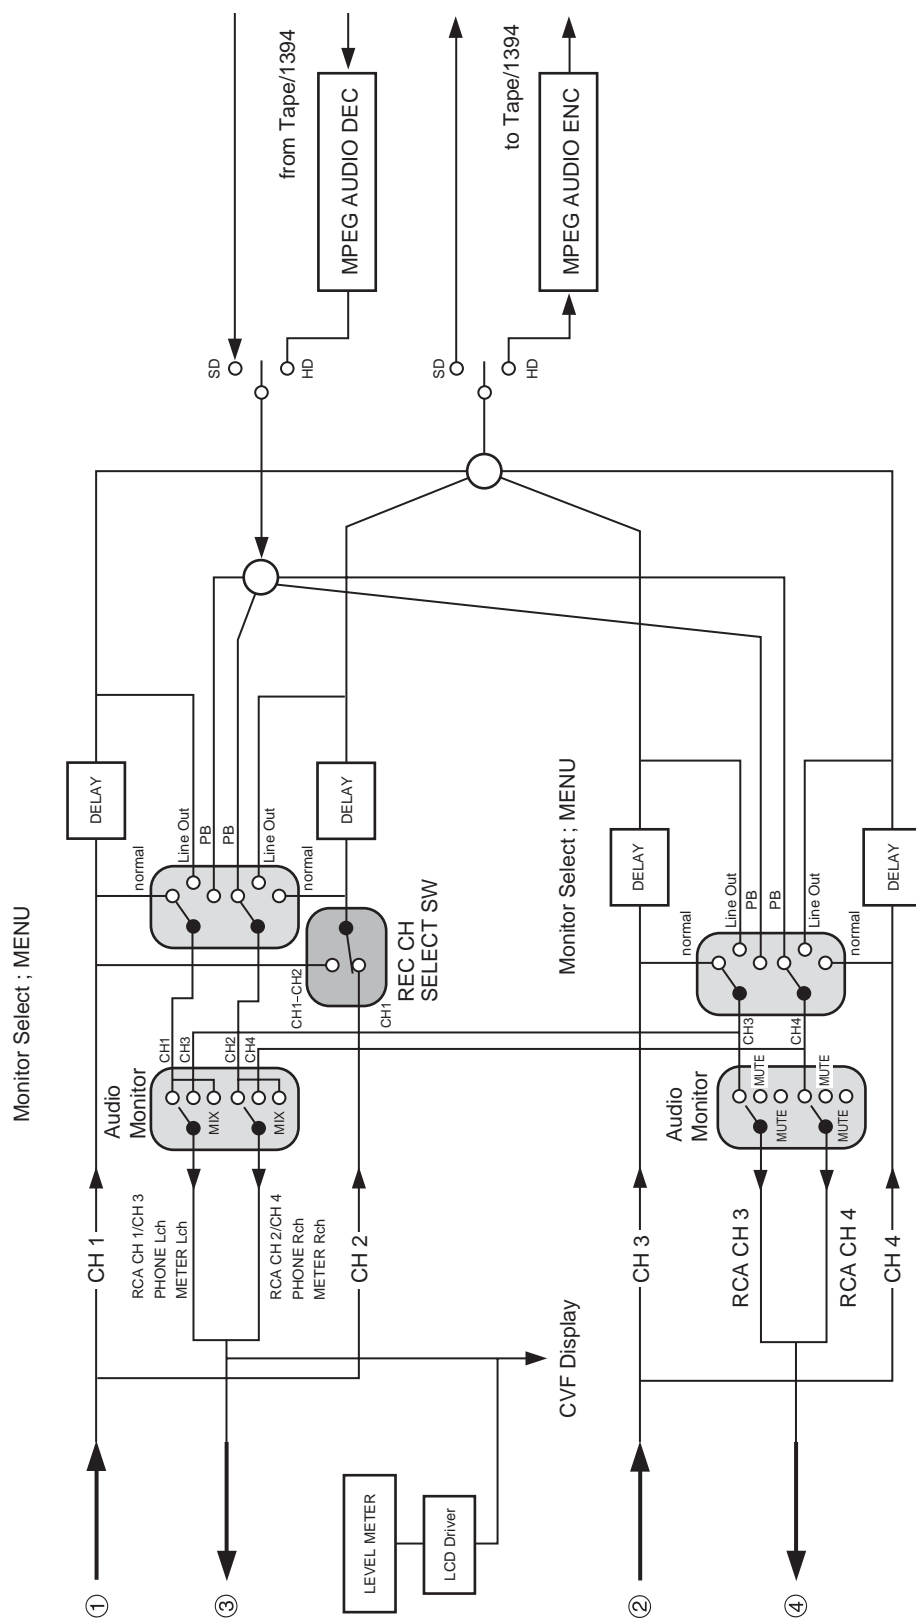 from Tape/1394
MPEG AUDIO DEC
to Tape/1394
MPEG AUDIO ENC
SD
HD
SD
HD
Monitor Select ; MENU
DELAY
DELAY
normal
Line Out
PB
PB
Line Out
normal
REC CH
SELECT SW
CH1–CH2
CH1
Audio
Monitor
CH1
CH3
CH2
CH4
MIX
MIX
CH 1
RCA CH 1/CH 3
PHONE Lch
METER Lch
RCA CH 2/CH 4
PHONE Rch
METER Rch
CH 2
Monitor Select ; MENU
DELAY
DELAY
normal
Line Out
PB
PB
Line Out
normal
CH3
CH4
Audio
Monitor
MUTE
MUTE
MUTE
MUTE
CH 3
RCA CH 3
RCA CH 4
CH 4
CVF Display
LEVEL METER
LCD Driver
①
③
②
④